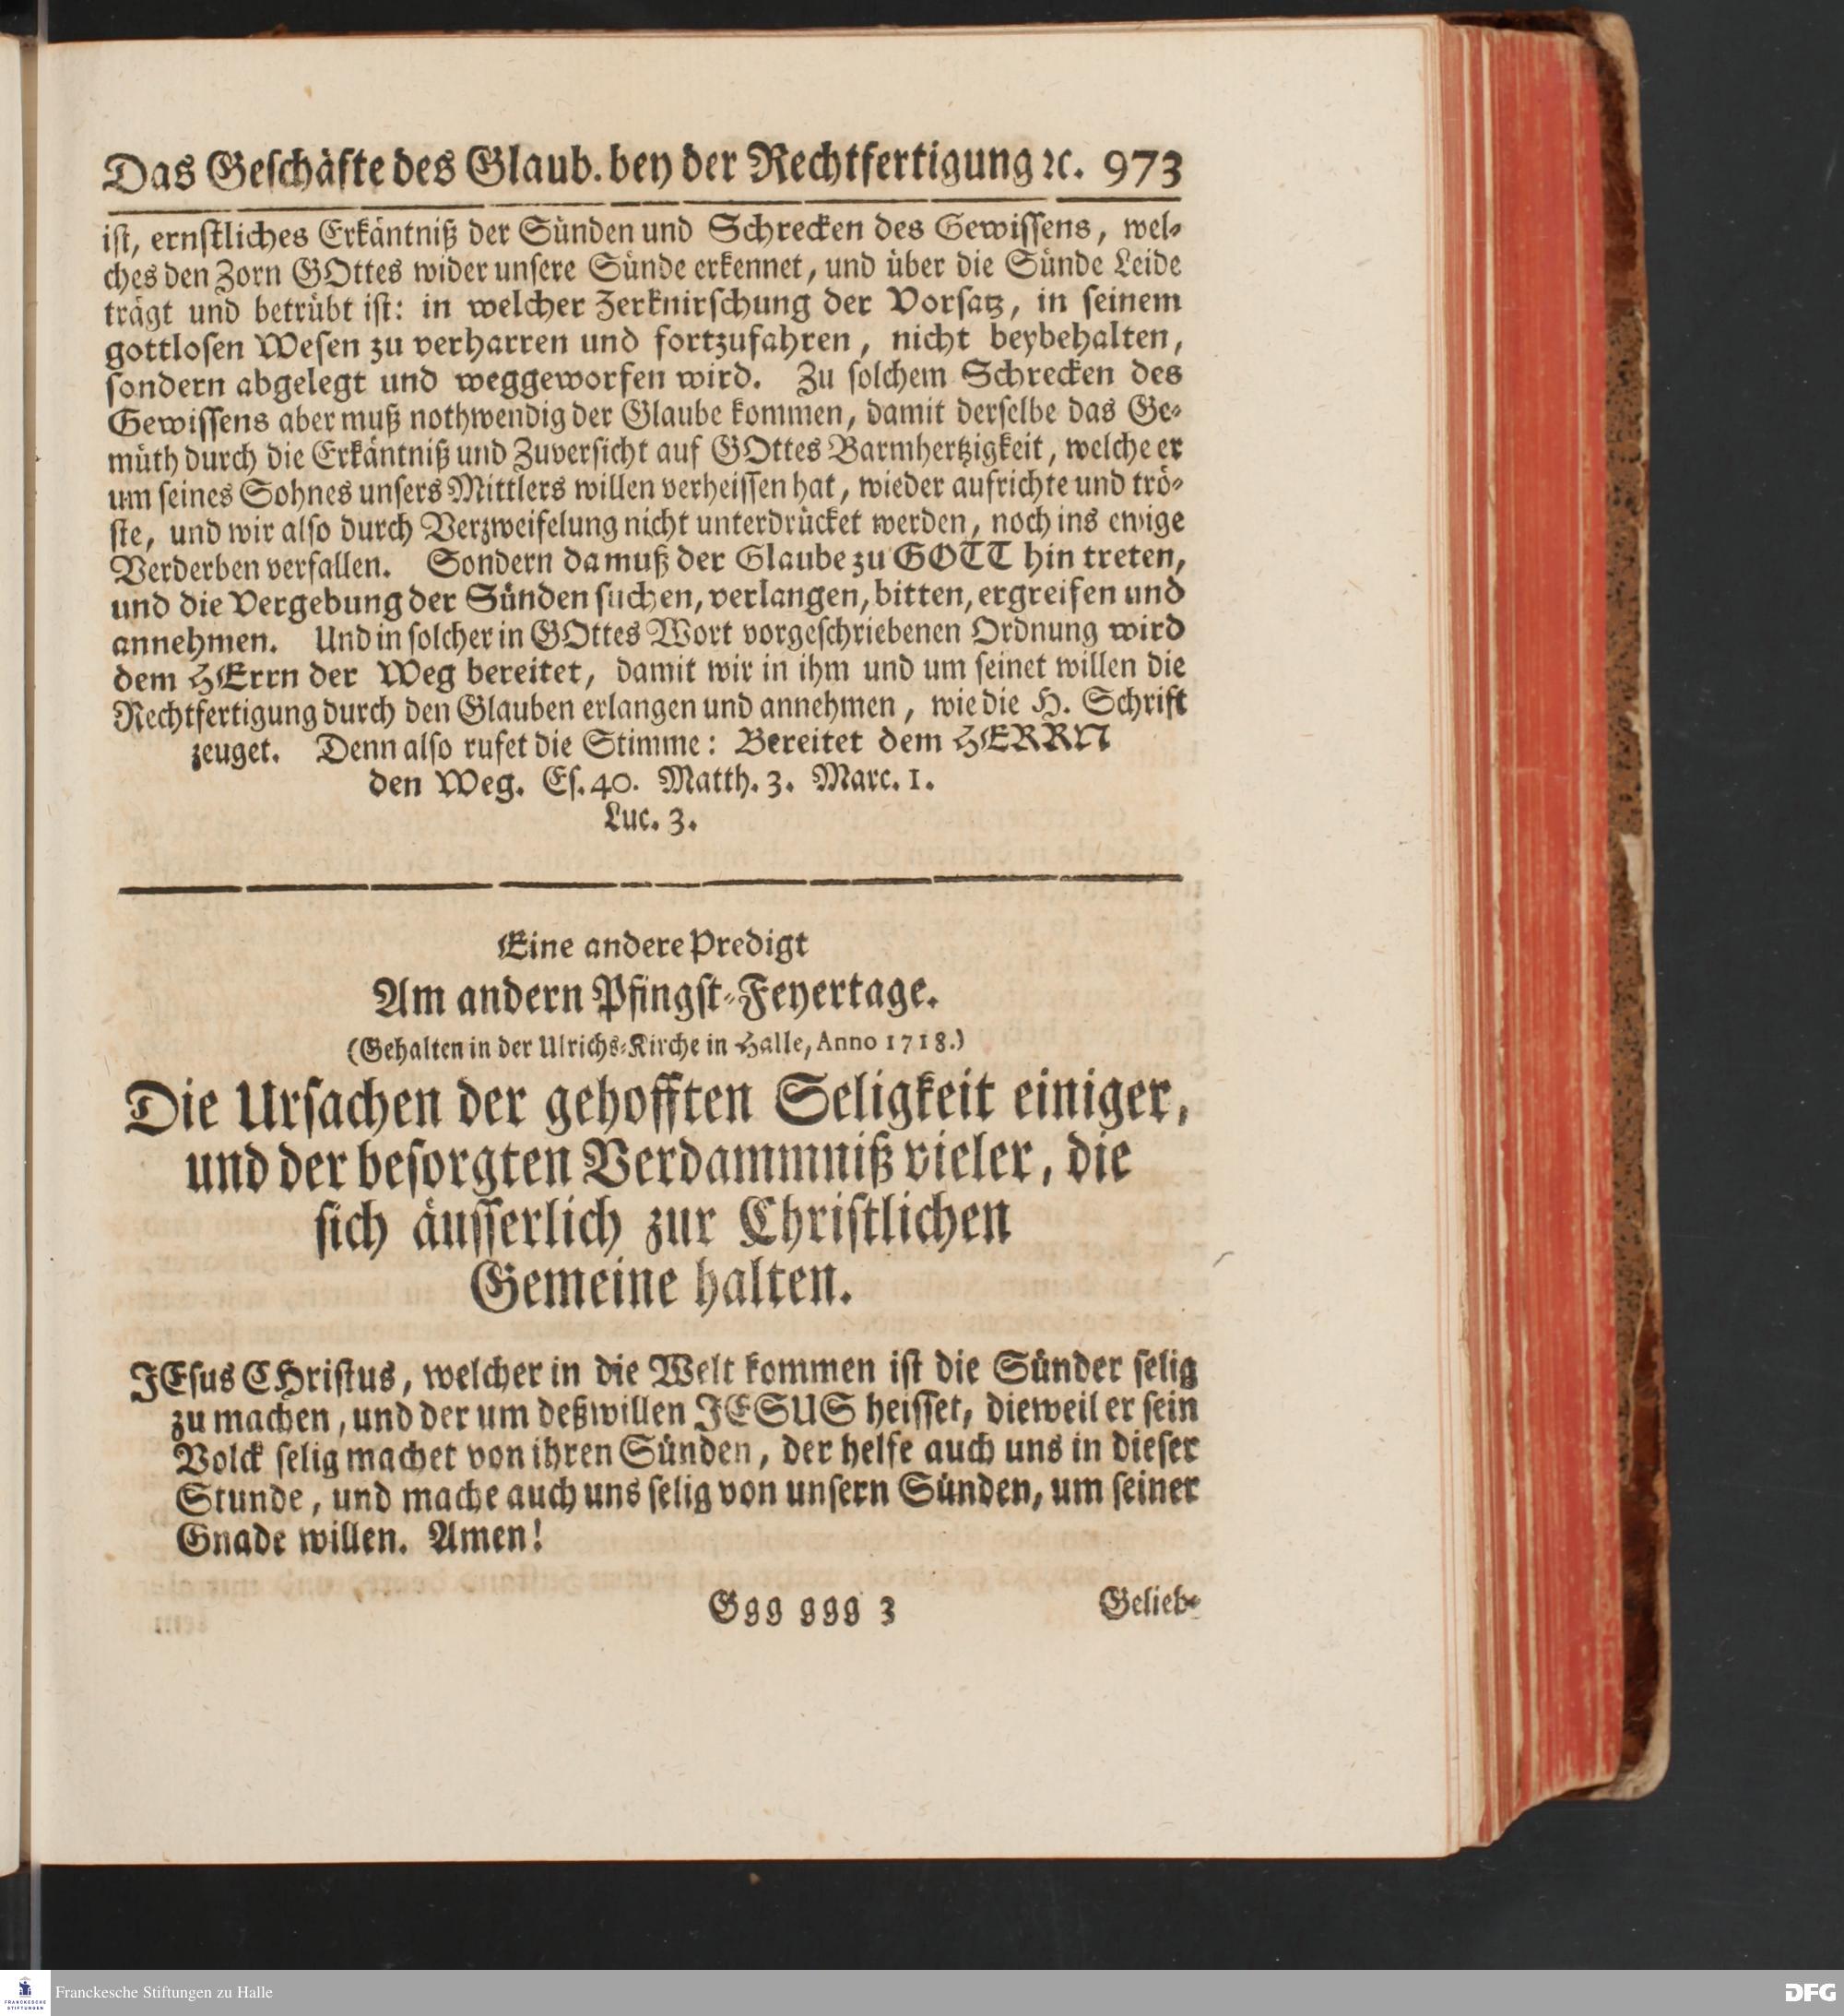 Das Geschäfte des Glaub. bey der Rechtfertigung ꝛc. 973
ist, ernstliches Erkäntniß der Sünden und Schrecken des Gewissens, wel-
ches den Zorn GOttes wider unsere Sünde erkennet, und über die Sünde Leide
trägt und betrübt ist: in welcher Zerknirschung der Vorsatz, in seinem
gottlosen Wesen zu verharren und fortzufahren, nicht beybehalten,
sondern abgelegt und weggeworfen wird. Zu solchem Schrecken des
Gewissens aber muß nothwendig der Glaube kommen, damit derselbe das Ge-
müth durch die Erkäntniß und Zuversicht auf GOttes Barmhertzigkeit, welche er
um seines Sohnes unsers Mittlers willen verheissen hat, wieder aufrichte und trö-
ste, und wir also durch Verzweifelung nicht unterdrücket werden, noch ins ewige
Verderben verfallen. Sondern da muß der Glaube zu GOTT hin treten,
und die Vergebung der Sünden suchen, verlangen, bitten, ergreifen und
annehmen. Und in solcher in GOttes Wort vorgeschriebenen Ordnung wird
dem HErrn der Weg bereitet, damit wir in ihm und um seinet willen die
Rechtfertigung durch den Glauben erlangen und annehmen, wie die H. Schrift
zeuget. Denn also rufet die Stimme: Bereitet dem HERRN
den Weg. Es. 40. Matth. 3. Marc. 1.
Luc. 3.
Eine andere Predigt
Am andern Pfingst-Feyertage.
(Gehalten in der Ulrichs-Kirche in Halle, Anno 1718.)
Die Ursachen der gehofften Seligkeit einiger,
und der besorgten Verdammniß vieler, die
sich äusserlich zur Christlichen
Gemeine halten.
JEsus CHristus, welcher in die Welt kommen ist die Sünder selig
zu machen, und der um deßwillen JESUS heisset, dieweil er sein
Volck selig machet von ihren Sünden, der helfe auch uns in dieser
Stunde, und mache auch uns selig von unsern Sünden, um seiner
Gnade willen. Amen!
Ggg ggg 3 Gelieb-
FRANCKESCHE STIFTUNGEN
Franckesche Stiftungen zu Halle
DFG